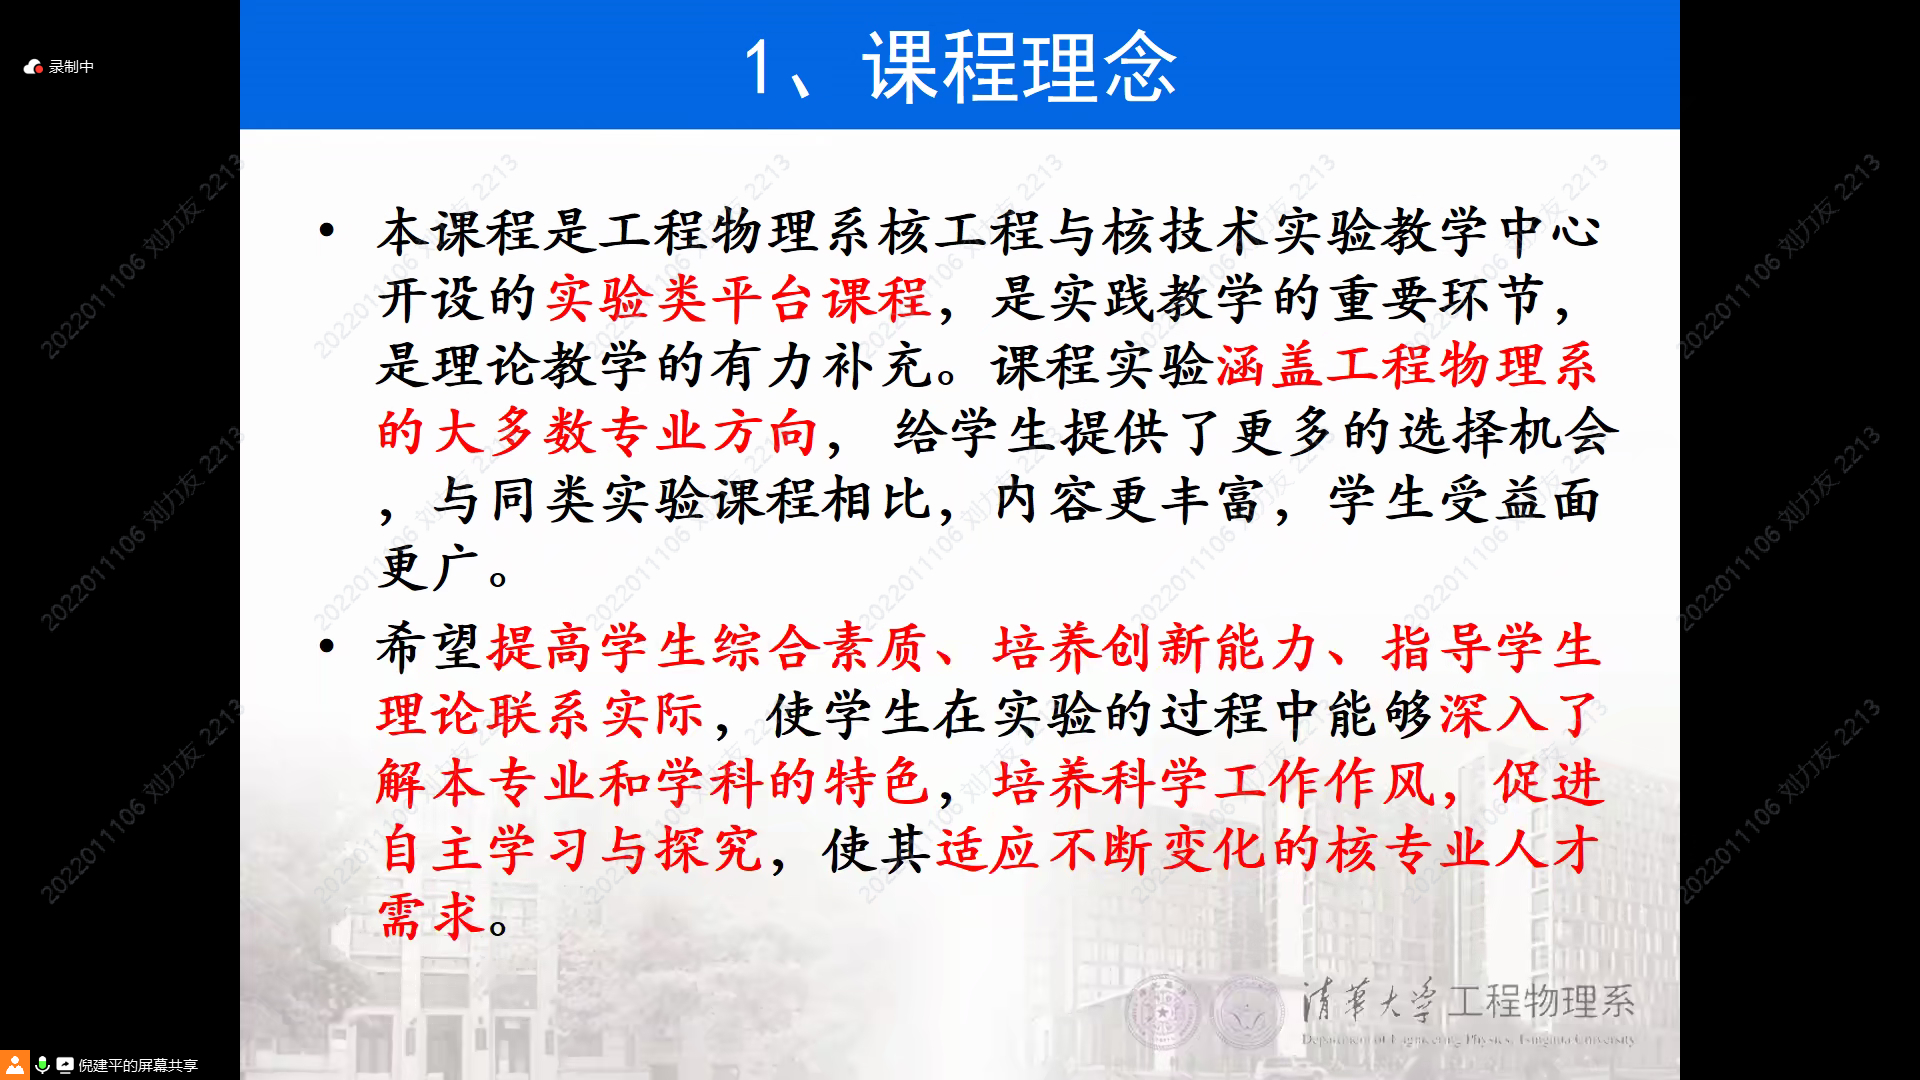 录制中
1、课程理念
• 本课程是工程物理系核工程与核技术实验教学中心
开设的实验类平台课程，是实践教学的重要环节，
是理论教学的有力补充。课程实验涵盖工程物理系
的大多数专业方向， 给学生提供了更多的选择机会
，与同类实验课程相比，内容更丰富，学生受益面
更广。
• 希望提高学生综合素质、培养创新能力、指导学生
理论联系实际，使学生在实验的过程中能够深入了
解本专业和学科的特色，培养科学工作作风，促进
自主学习与探究，使其适应不断变化的核专业人才
需求。
清华大学工程物理系
Department of Engineering Physics, Tsinghua University
倪建平的屏幕共享
2022011106 刘力友 2213